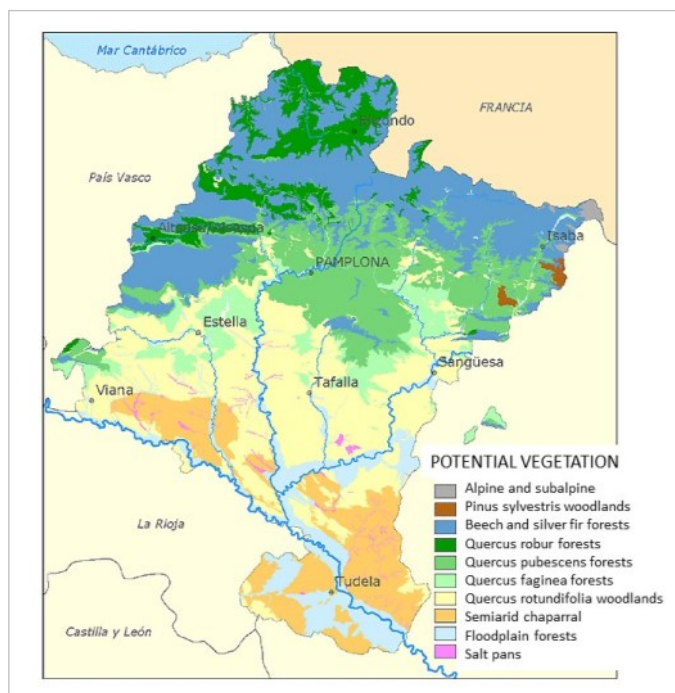 Mar Cantábrico
FRANCIA
Elizondo
País Vasco
Isaba
PAMPLONA
Estella
Sangüesa
Viana
Tafalla
POTENTIAL VEGETATION
Alpine and subalpine
Pinus sylvestris woodlands
Beech and silver fir forests
Quercus robur forests
Quercus pubescens forests
Quercus faginea forests
Quercus rotundifolia woodlands
Semiarid chaparral
Floodplain forests
Salt pans
La Rioja
Tudela
Castilla y León